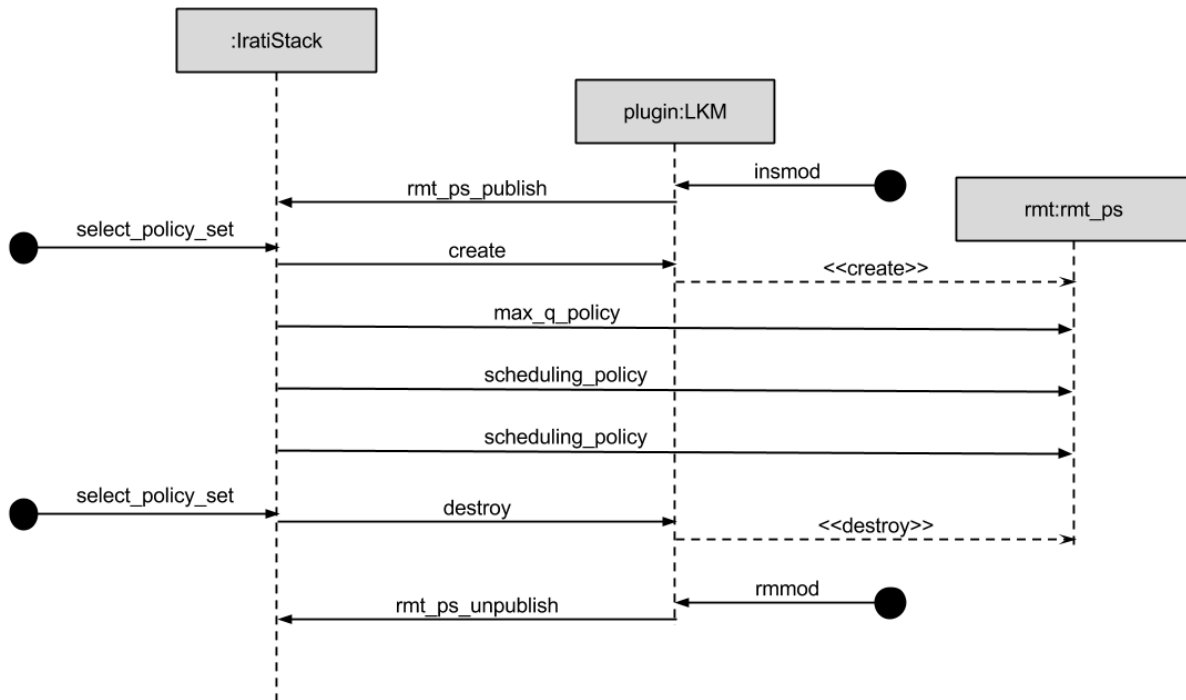 :IratiStack
plugin:LKM
insmod
rmt_ps_publish
rmt:rmt_ps
select_policy_set
create
<<create>>
max_q_policy
scheduling_policy
scheduling_policy
select_policy_set
destroy
<<destroy>>
rmmod
rmt_ps_unpublish